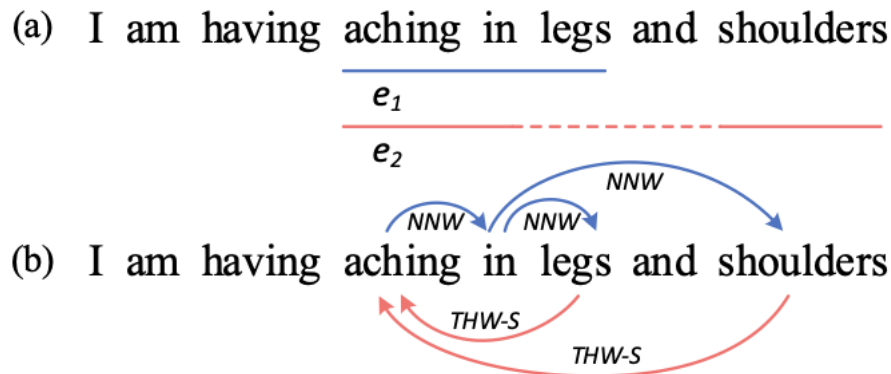 (a) I am having aching in legs and shoulders
e1
e2
NNW
NNW NNW
(b) I am having aching in legs and shoulders
THW-S
THW-S